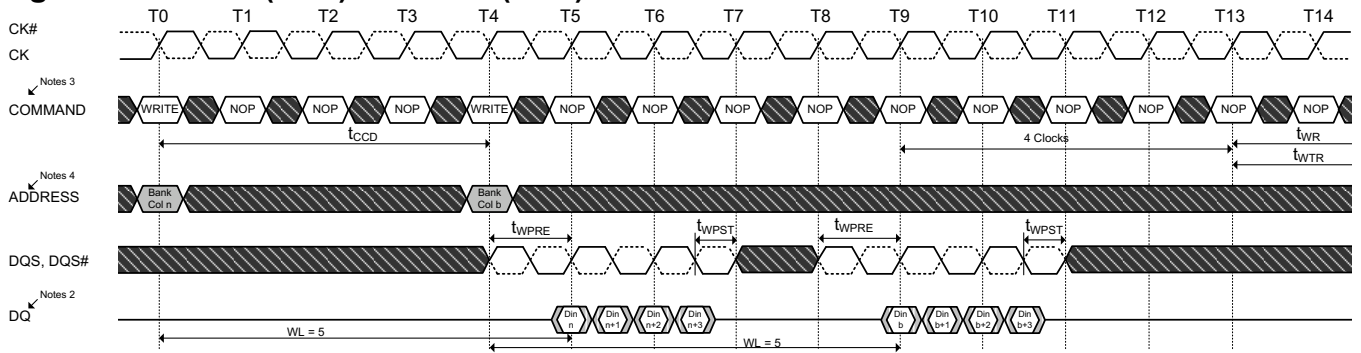 T0 T1 T2 T3 T4 T5 T6 T7 T8 T9 T10 T11 T12 T13 T14
CK#
CK
Notes 3
COMMAND
WRITE NOP NOP NOP WRITE NOP NOP NOP NOP NOP NOP NOP NOP NOP NOP
tCCD
4 Clocks
tWR
tWTR
Notes 4
ADDRESS
Bank Col n
Bank Col b
tWPRE tWPST tWPRE tWPST
DQS, DQS#
Notes 2
DQ
Din n
Din n+1
Din n+2
Din n+3
Din b
Din b+1
Din b+2
Din b+3
WL = 5
WL = 5